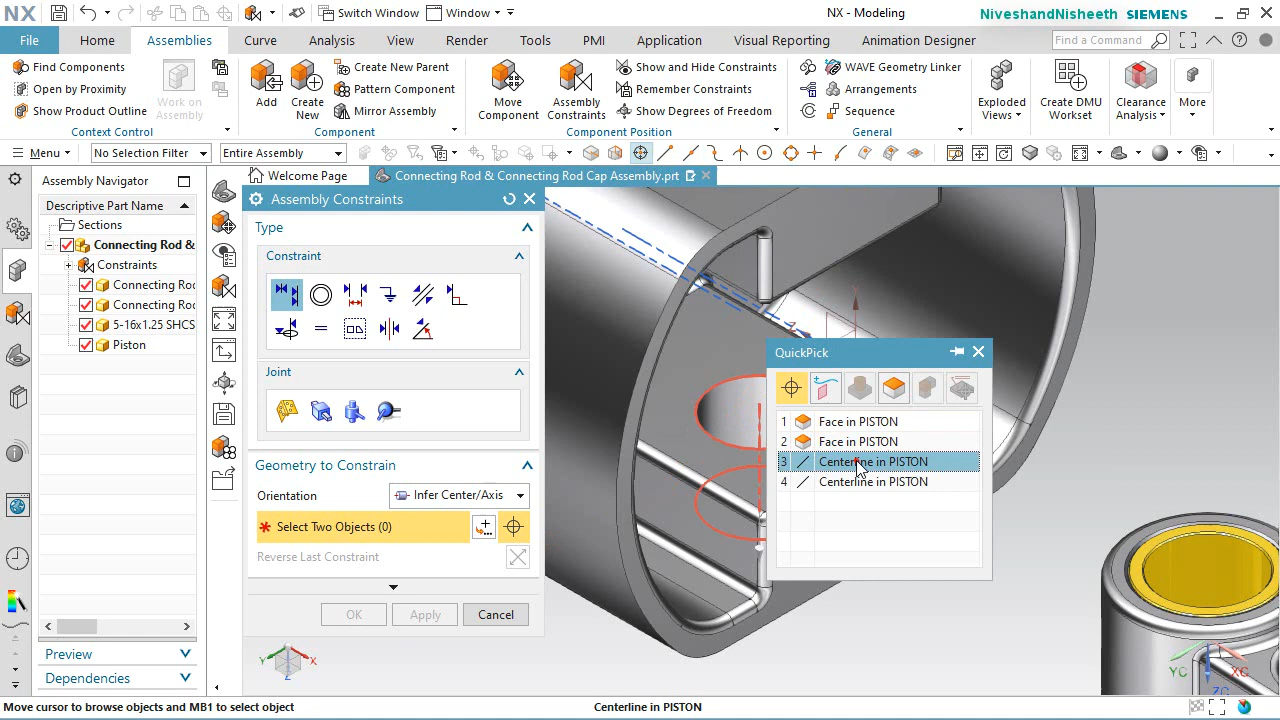 NX
Switch Window
Window
NX - Modeling
NiveshandNisheeth SIEMENS
File Home Assemblies Curve Analysis View Render Tools PMI Application Visual Reporting Animation Designer
Find a Command
Find Components
Open by Proximity
Show Product Outline
Work on Assembly
Context Control
Add
Create New
Create New Parent
Pattern Component
Mirror Assembly
Component
Move Component
Assembly Constraints
Show and Hide Constraints
Remember Constraints
Show Degrees of Freedom
Component Position
WAVE Geometry Linker
Arrangements
Sequence
General
Exploded Views
Create DMU Workset
Clearance Analysis
More
Menu
No Selection Filter
Entire Assembly
Assembly Navigator
Welcome Page
Connecting Rod & Connecting Rod Cap Assembly.prt
Descriptive Part Name
Sections
Connecting Rod &
Constraints
Connecting Ro
Connecting Ro
5-16x1.25 SHCS
Piston
Preview
Dependencies
Assembly Constraints
Type
Constraint
Joint
Geometry to Constrain
Orientation
Infer Center/Axis
* Select Two Objects (0)
Reverse Last Constraint
OK Apply Cancel
QuickPick
1 Face in PISTON
2 Face in PISTON
3 Centerline in PISTON
4 Centerline in PISTON
Y X
Z
YC XC
ZC
Move cursor to browse objects and MB1 to select object
Centerline in PISTON